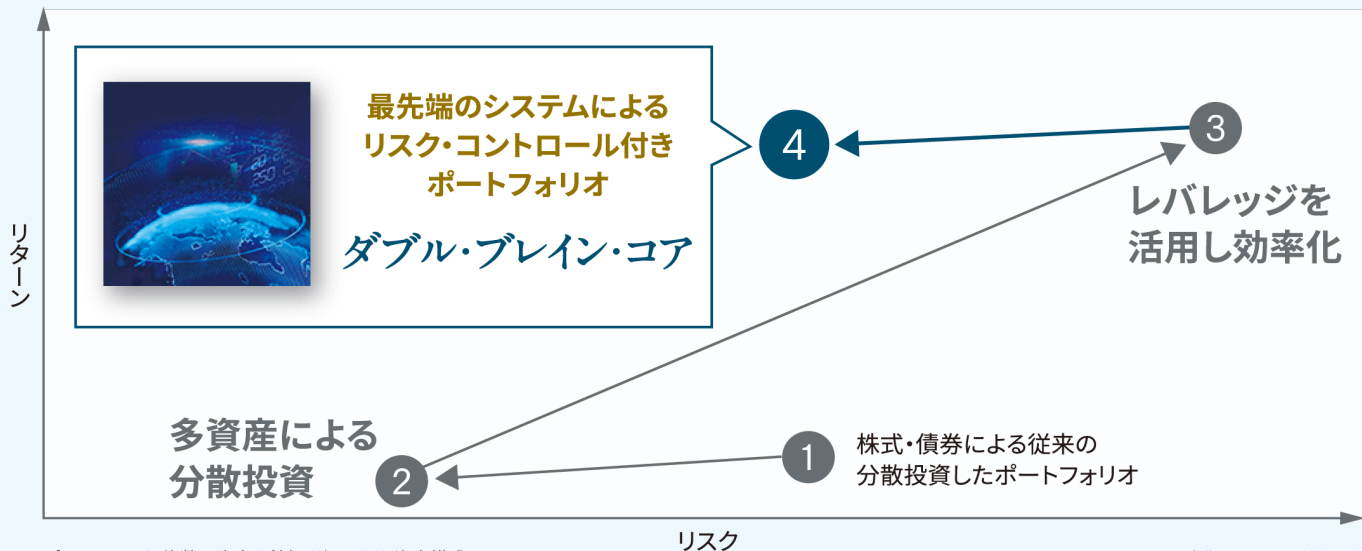 最先端のシステムによる
リスク・コントロール付き
ポートフォリオ
ダブル・ブレイン・コア
4
3
レバレッジを
活用し効率化
リターン
多資産による
分散投資
2
1
株式・債券による従来の
分散投資したポートフォリオ
リスク